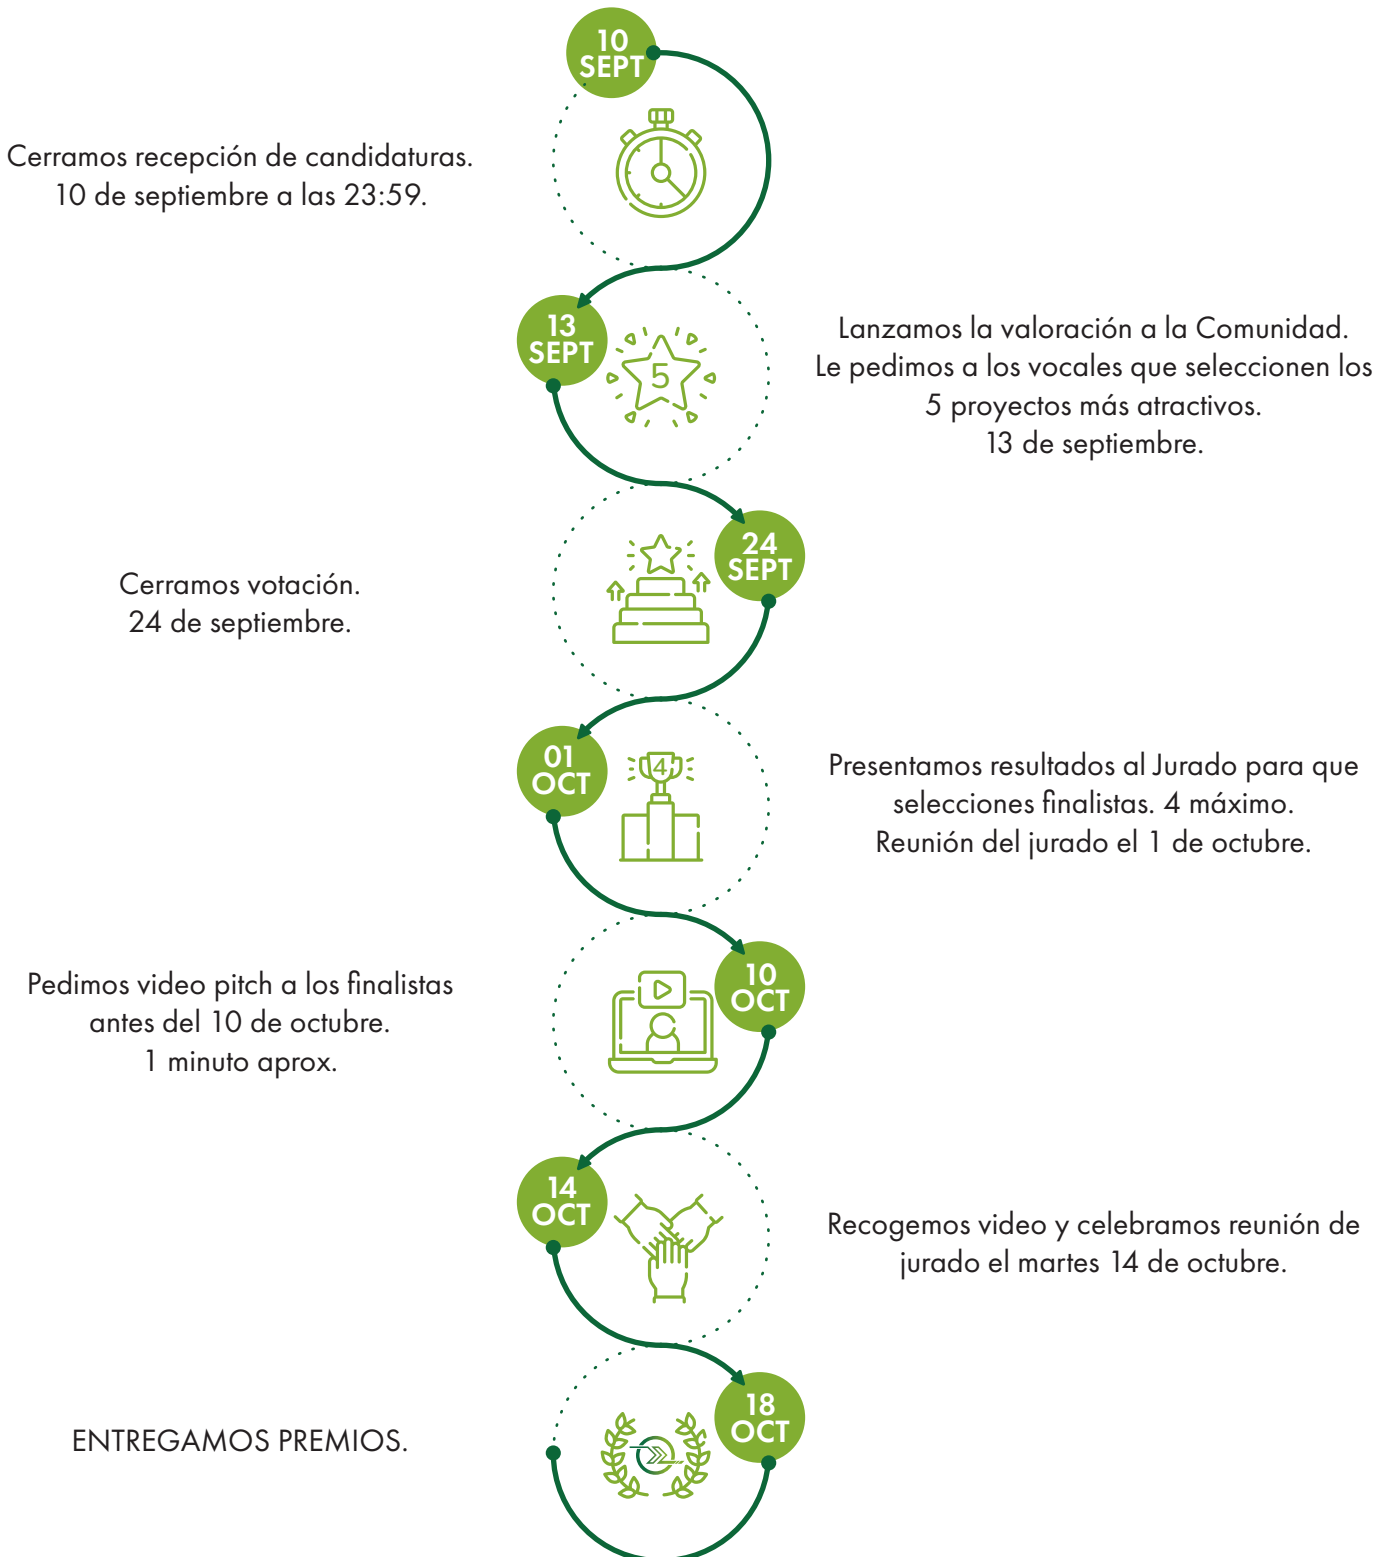 10
SEPT
Cerramos recepción de candidaturas.
10 de septiembre a las 23:59.
13
SEPT
5
Lanzamos la valoración a la Comunidad.
Le pedimos a los vocales que seleccionen los
5 proyectos más atractivos.
13 de septiembre.
24
SEPT
Cerramos votación.
24 de septiembre.
01
OCT
4
Presentamos resultados al Jurado para que
selecciones finalistas. 4 máximo.
Reunión del jurado el 1 de octubre.
10
OCT
Pedimos video pitch a los finalistas
antes del 10 de octubre.
1 minuto aprox.
14
OCT
Recogemos video y celebramos reunión de
jurado el martes 14 de octubre.
18
OCT
ENTREGAMOS PREMIOS.